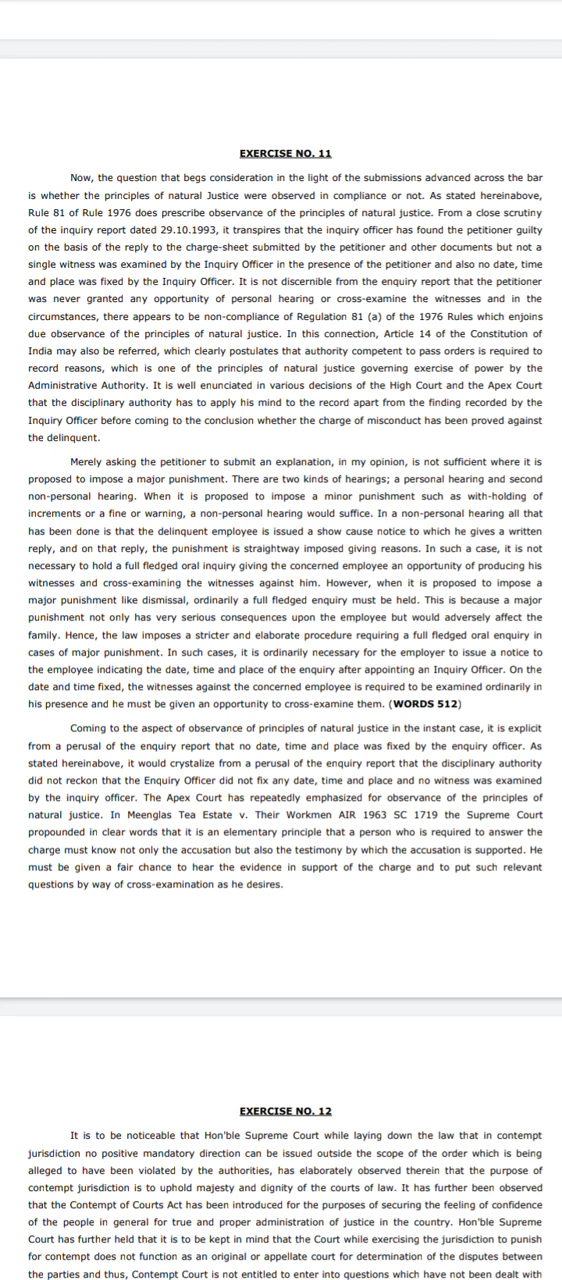 EXERCISE NO. 11
Now, the question that begs consideration in the light of the submissions advanced across the bar
is whether the principles of natural Justice were observed in compliance or not. As stated hereinabove,
Rule 81 of Rule 1976 does prescribe observance of the principles of natural justice. From a close scrutiny
of the inquiry report dated 29.10.1993, it transpires that the inquiry officer has found the petitioner guilty
on the basis of the reply to the charge-sheet submitted by the petitioner and other documents but not a
single witness was examined by the Inquiry Officer in the presence of the petitioner and also no date, time
and place was fixed by the Inquiry Officer. It is not discernible from the enquiry report that the petitioner
was never granted any opportunity of personal hearing or cross-examine the witnesses and in the
circumstances, there appears to be non-compliance of Regulation 81 (a) of the 1976 Rules which enjoins
due observance of the principles of natural justice. In this connection, Article 14 of the Constitution of
India may also be referred, which clearly postulates that authority competent to pass orders is required to
record reasons, which is one of the principles of natural justice governing exercise of power by the
Administrative Authority. It is well enunciated in various decisions of the High Court and the Apex Court
that the disciplinary authority has to apply his mind to the record apart from the finding recorded by the
Inquiry Officer before coming to the conclusion whether the charge of misconduct has been proved against
the delinquent.
Merely asking the petitioner to submit an explanation, in my opinion, is not sufficient where it is
proposed to impose a major punishment. There are two kinds of hearings; a personal hearing and second
non-personal hearing. When it is proposed to impose a minor punishment such as with-holding of
increments or a fine or warning, a non-personal hearing would suffice. In a non-personal hearing all that
has been done is that the delinquent employee is issued a show cause notice to which he gives a written
reply, and on that reply, the punishment is straightway imposed giving reasons. In such a case, it is not
necessary to hold a full fledged oral inquiry giving the concerned employee an opportunity of producing his
witnesses and cross-examining the witnesses against him. However, when it is proposed to impose a
major punishment like dismissal, ordinarily a full fledged enquiry must be held. This is because a major
punishment not only has very serious consequences upon the employee but would adversely affect the
family. Hence, the law imposes a stricter and elaborate procedure requiring a full fledged oral enquiry in
cases of major punishment. In such cases, it is ordinarily necessary for the employer to issue a notice to
the employee indicating the date, time and place of the enquiry after appointing an Inquiry Officer. On the
date and time fixed, the witnesses against the concerned employee is required to be examined ordinarily in
his presence and he must be given an opportunity to cross-examine them. (WORDS 512)
Coming to the aspect of observance of principles of natural justice in the instant case, it is explicit
from a perusal of the enquiry report that no date, time and place was fixed by the enquiry officer. As
stated hereinabove, it would crystalize from a perusal of the enquiry report that the disciplinary authority
did not reckon that the Enquiry Officer did not fix any date, time and place and no witness was examined
by the inquiry officer. The Apex Court has repeatedly emphasized for observance of the principles of
natural justice. In Meenglas Tea Estate v. Their Workmen AIR 1963 SC 1719 the Supreme Court
propounded in clear words that it is an elementary principle that a person who is required to answer the
charge must know not only the accusation but also the testimony by which the accusation is supported. He
must be given a fair chance to hear the evidence in support of the charge and to put such relevant
questions by way of cross-examination as he desires.
EXERCISE NO. 12
It is to be noticeable that Hon'ble Supreme Court while laying down the law that in contempt
jurisdiction no positive mandatory direction can be issued outside the scope of the order which is being
alleged to have been violated by the authorities, has elaborately observed therein that the purpose of
contempt jurisdiction is to uphold majesty and dignity of the courts of law. It has further been observed
that the Contempt of Courts Act has been introduced for the purposes of securing the feeling of confidence
of the people in general for true and proper administration of justice in the country. Hon'ble Supreme
Court has further held that it is to be kept in mind that the Court while exercising the jurisdiction to punish
for contempt does not function as an original or appellate court for determination of the disputes between
the parties and thus, Contempt Court is not entitled to enter into questions which have not been dealt with